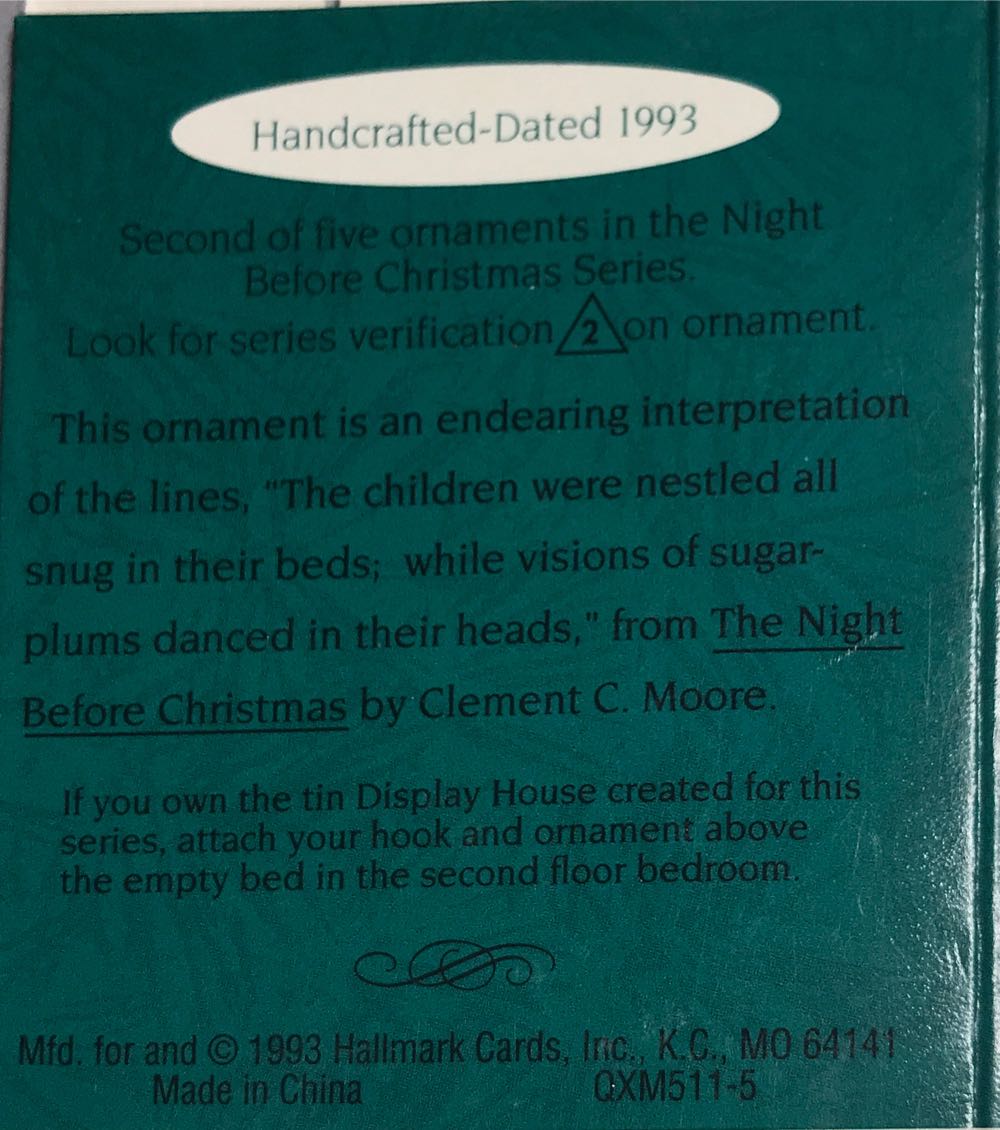 Handcrafted-Dated 1993
Second of five ornaments in the Night
Before Christmas Series.
Look for series verification 2 on ornament.
This ornament is an endearing interpretation
of the lines, "The children were nestled all
snug in their beds; while visions of sugar-
plums danced in their heads," from The Night
Before Christmas by Clement C. Moore.
If you own the tin Display House created for this
series, attach your hook and ornament above
the empty bed in the second floor bedroom.
Mfd. for and © 1993 Hallmark Cards, Inc., K.C., MO 64141
Made in China QXM511-5